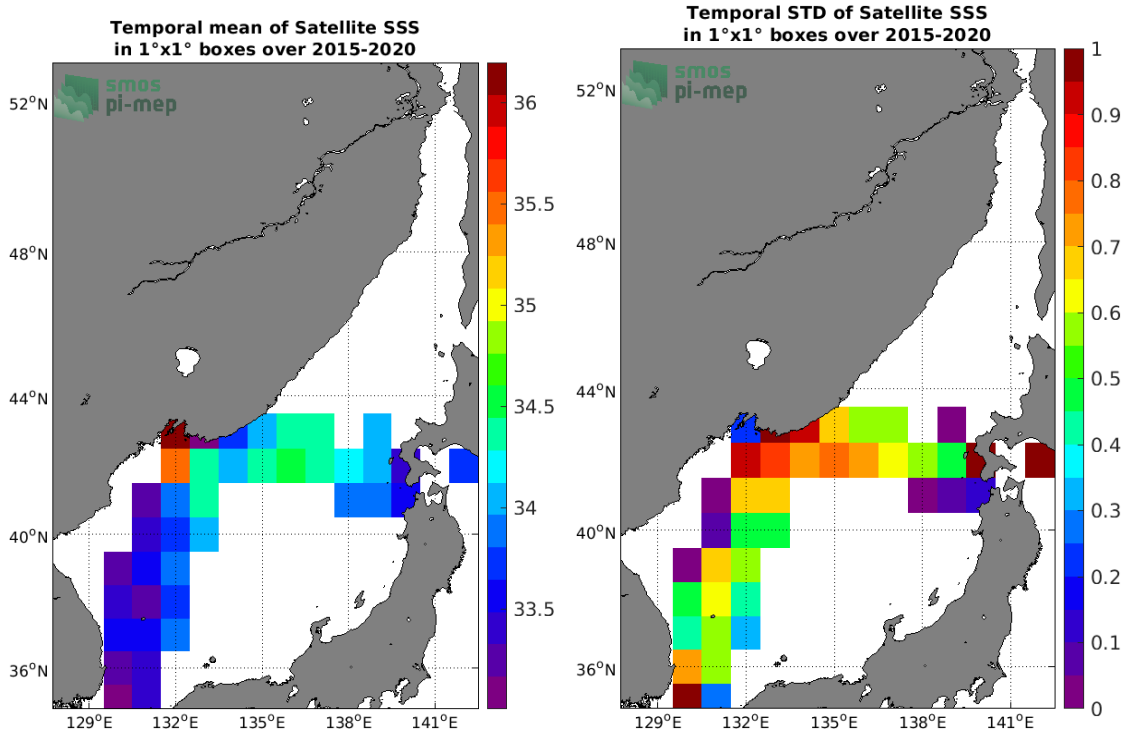 Temporal mean of Satellite SSS
in 1°x1° boxes over 2015-2020
smos
pi-mep
52°N
48°N
44°N
40°N
36°N
129°E
132°E
135°E
138°E
141°E
36
35.5
35
34.5
34
33.5
Temporal STD of Satellite SSS
in 1°x1° boxes over 2015-2020
smos
pi-mep
52°N
48°N
44°N
40°N
36°N
129°E
132°E
135°E
138°E
141°E
1
0.9
0.8
0.7
0.6
0.5
0.4
0.3
0.2
0.1
0